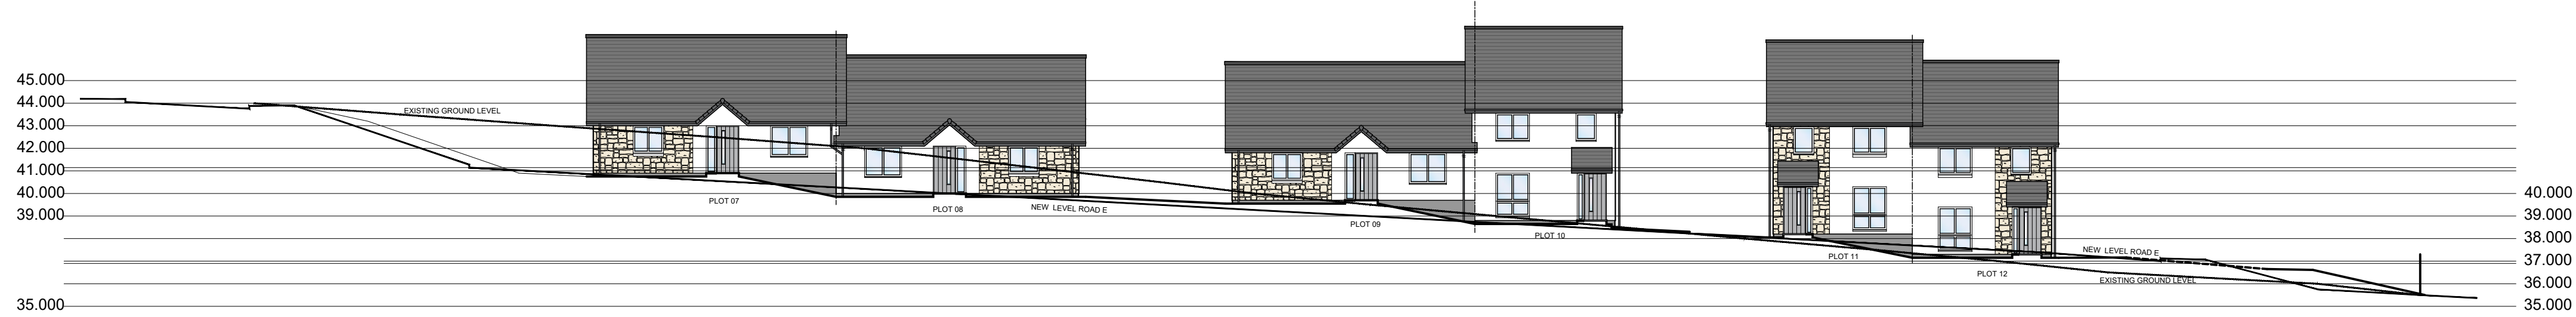 45.000
44.000
43.000
42.000
41.000
40.000
39.000
35.000
EXISTING GROUND LEVEL
PLOT 07
PLOT 08
NEW LEVEL ROAD E
PLOT 09
PLOT 10
PLOT 11
PLOT 12
NEW LEVEL ROAD E
EXISTING GROUND LEVEL
40.000
39.000
38.000
37.000
36.000
35.000